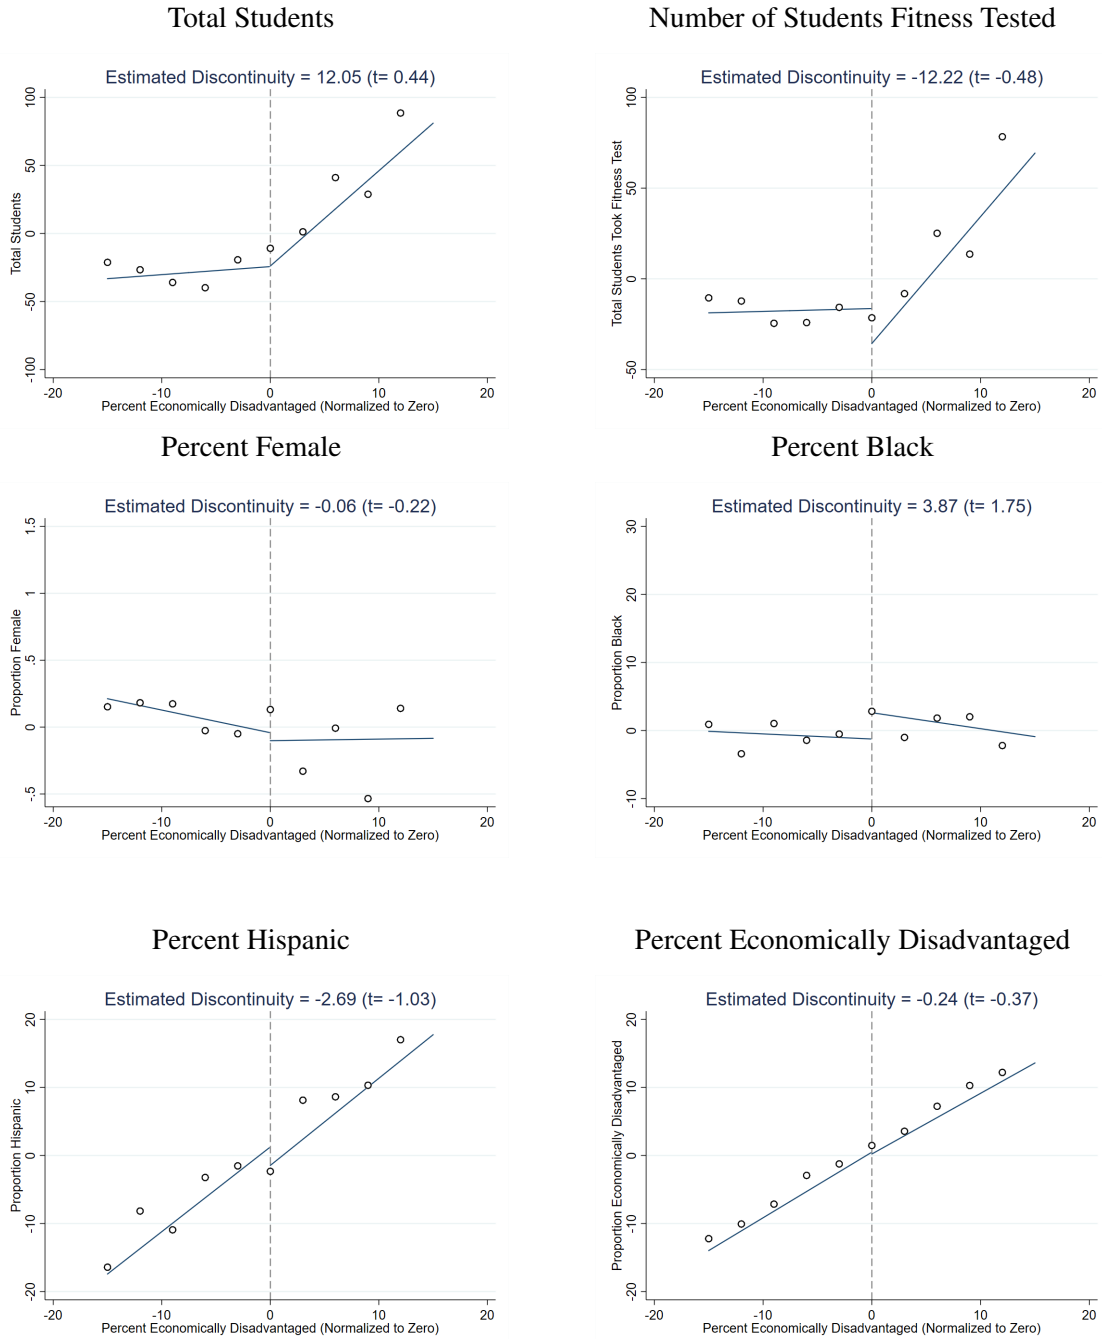 Total Students
Estimated Discontinuity = 12.05 (t= 0.44)
Total Students
100
50
0
-50
-100
-20 -10 0 10 20
Percent Economically Disadvantaged (Normalized to Zero)
Number of Students Fitness Tested
Estimated Discontinuity = -12.22 (t= -0.48)
Total Students Took Fitness Test
100
50
0
-50
-20 -10 0 10 20
Percent Economically Disadvantaged (Normalized to Zero)
Percent Female
Estimated Discontinuity = -0.06 (t= -0.22)
Proportion Female
1.5
1
.5
0
-.5
-20 -10 0 10 20
Percent Economically Disadvantaged (Normalized to Zero)
Percent Black
Estimated Discontinuity = 3.87 (t= 1.75)
Proportion Black
30
20
10
0
-10
-20 -10 0 10 20
Percent Economically Disadvantaged (Normalized to Zero)
Percent Hispanic
Estimated Discontinuity = -2.69 (t= -1.03)
Proportion Hispanic
20
10
0
-10
-20
-20 -10 0 10 20
Percent Economically Disadvantaged (Normalized to Zero)
Percent Economically Disadvantaged
Estimated Discontinuity = -0.24 (t= -0.37)
Proportion Economically Disadvantaged
20
10
0
-10
-20
-20 -10 0 10 20
Percent Economically Disadvantaged (Normalized to Zero)